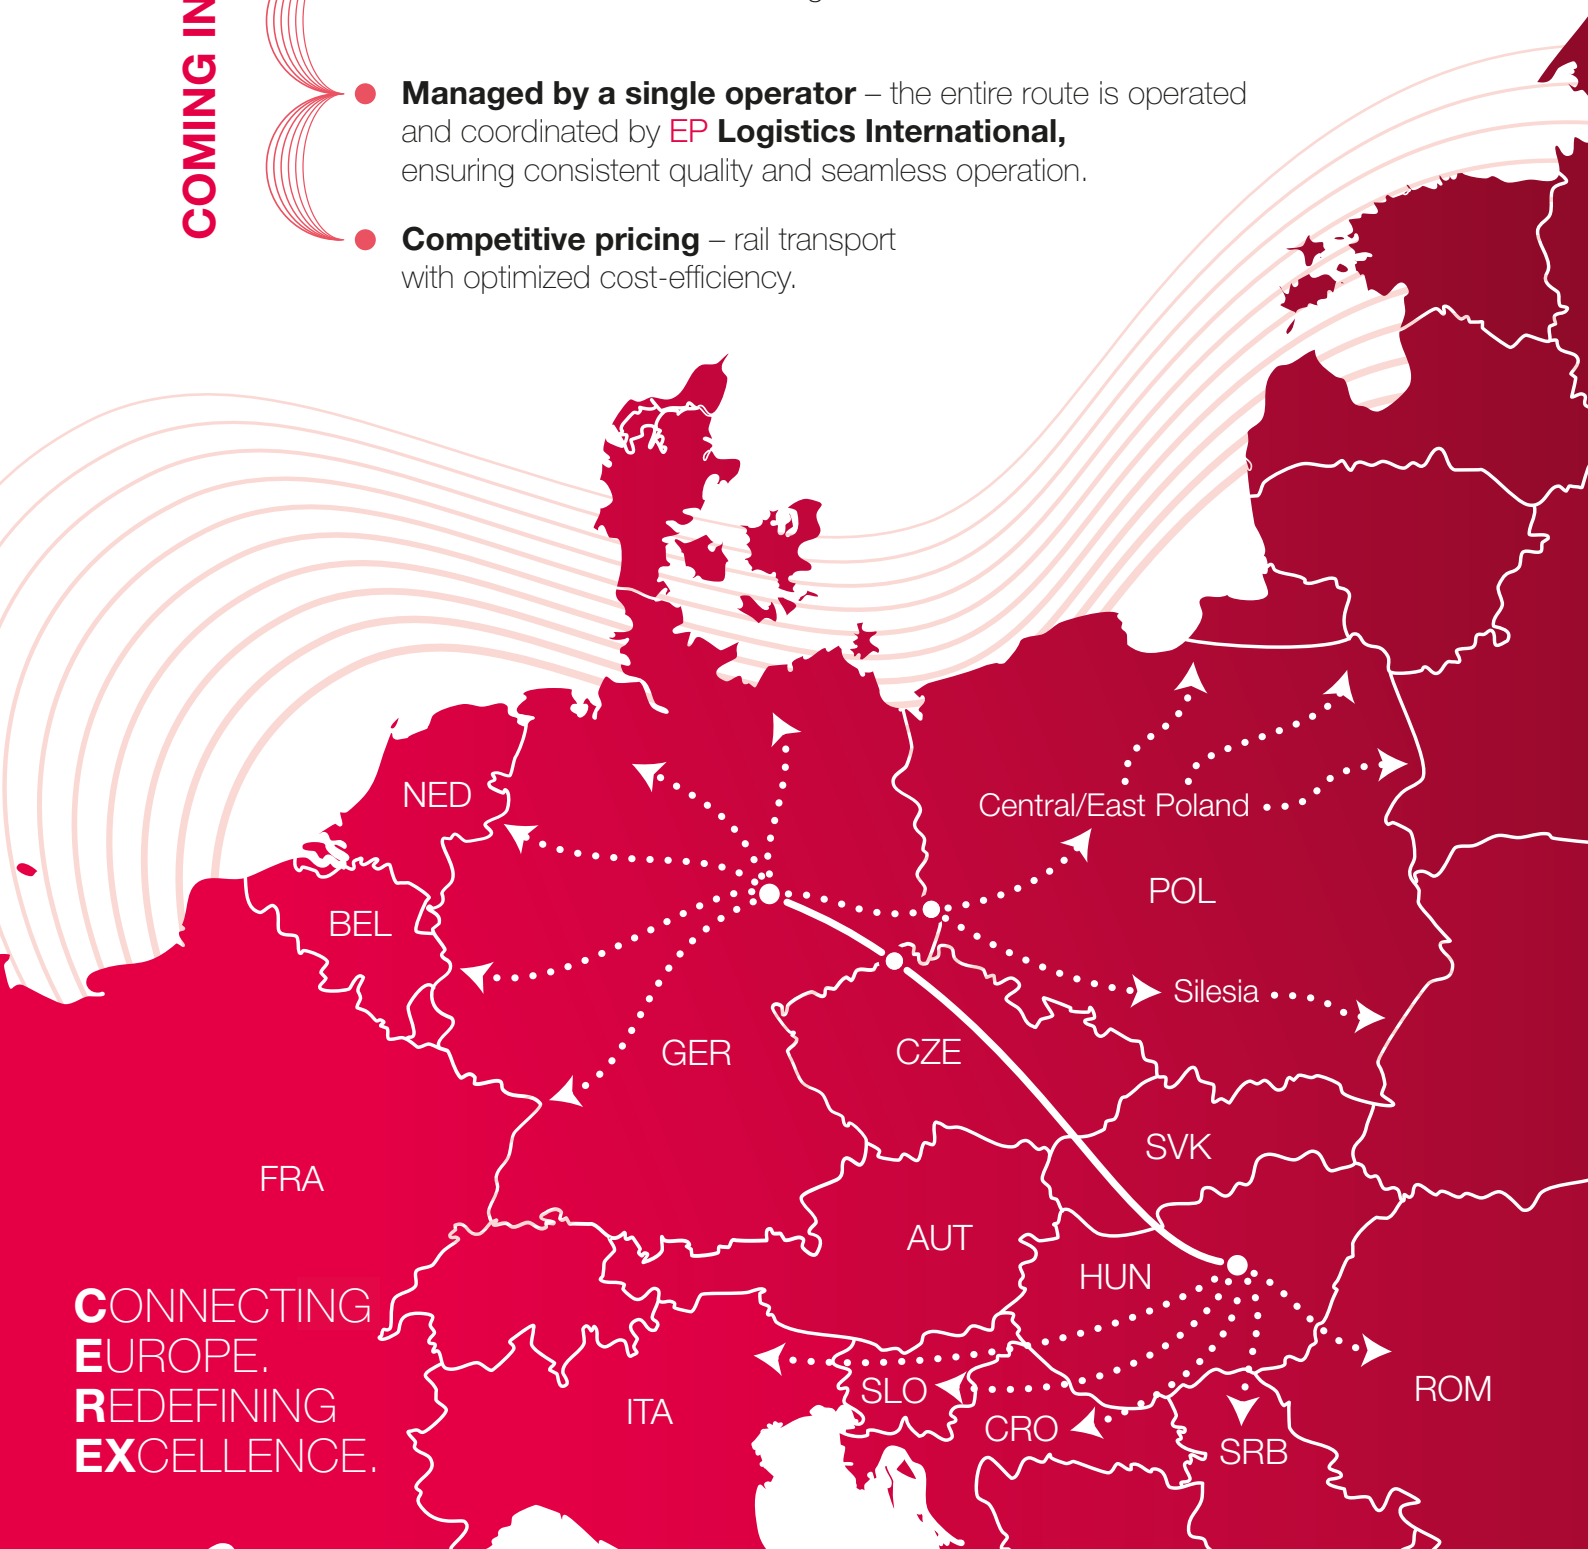 COMING IN
Managed by a single operator – the entire route is operated
and coordinated by EP Logistics International,
ensuring consistent quality and seamless operation.
Competitive pricing – rail transport
with optimized cost-efficiency.
NED
Central/East Poland
POL
BEL
Silesia
GER
CZE
SVK
FRA
AUT
HUN
CONNECTING
EUROPE.
REDEFINING
EXCELLENCE.
SLO
ROM
ITA
CRO
SRB